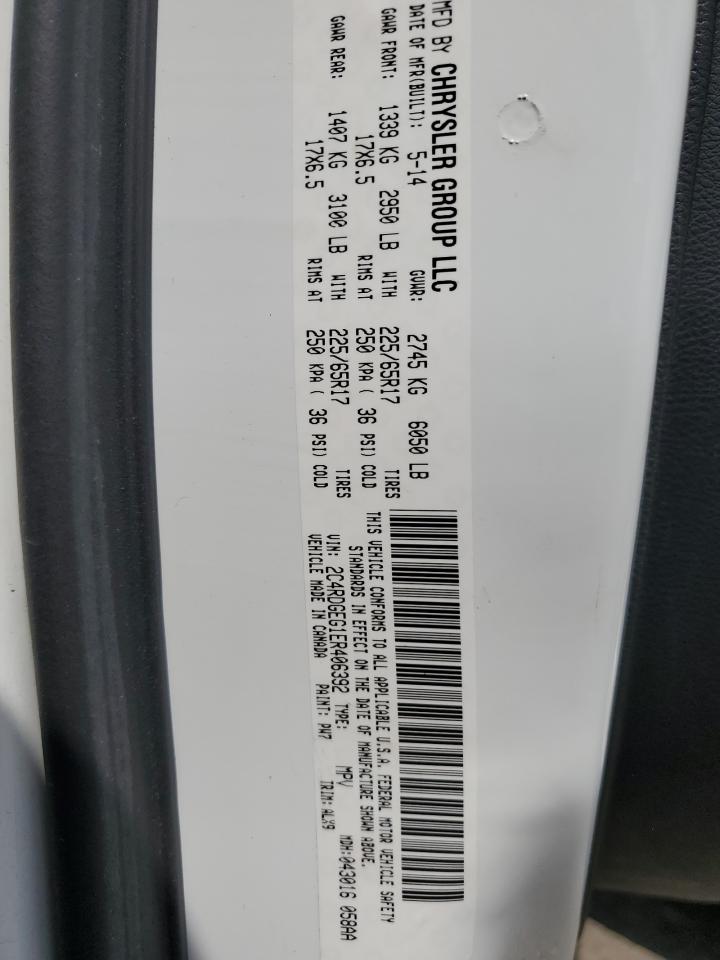 MFD BY CHRYSLER GROUP LLC
DATE OF MFR(BUILT): 5-14 GVWR: 2745 KG 6050 LB
GAWR FRONT: 1339 KG 2950 LB WITH 225/65R17 TIRES
17X6.5 RIMS AT 250 KPA ( 36 PSI) COLD
GAWR REAR: 1407 KG 3100 LB WITH 225/65R17 TIRES
17X6.5 RIMS AT 250 KPA ( 36 PSI) COLD
THIS VEHICLE CONFORMS TO ALL APPLICABLE U.S.A. FEDERAL MOTOR VEHICLE SAFETY
STANDARDS IN EFFECT ON THE DATE OF MANUFACTURE SHOWN ABOVE.
VIN: 2C4RDGEG1ER406392 TYPE: MPV MDH:043016 058AA
VEHICLE MADE IN CANADA PAINT: PW7 TRIM: ALX9